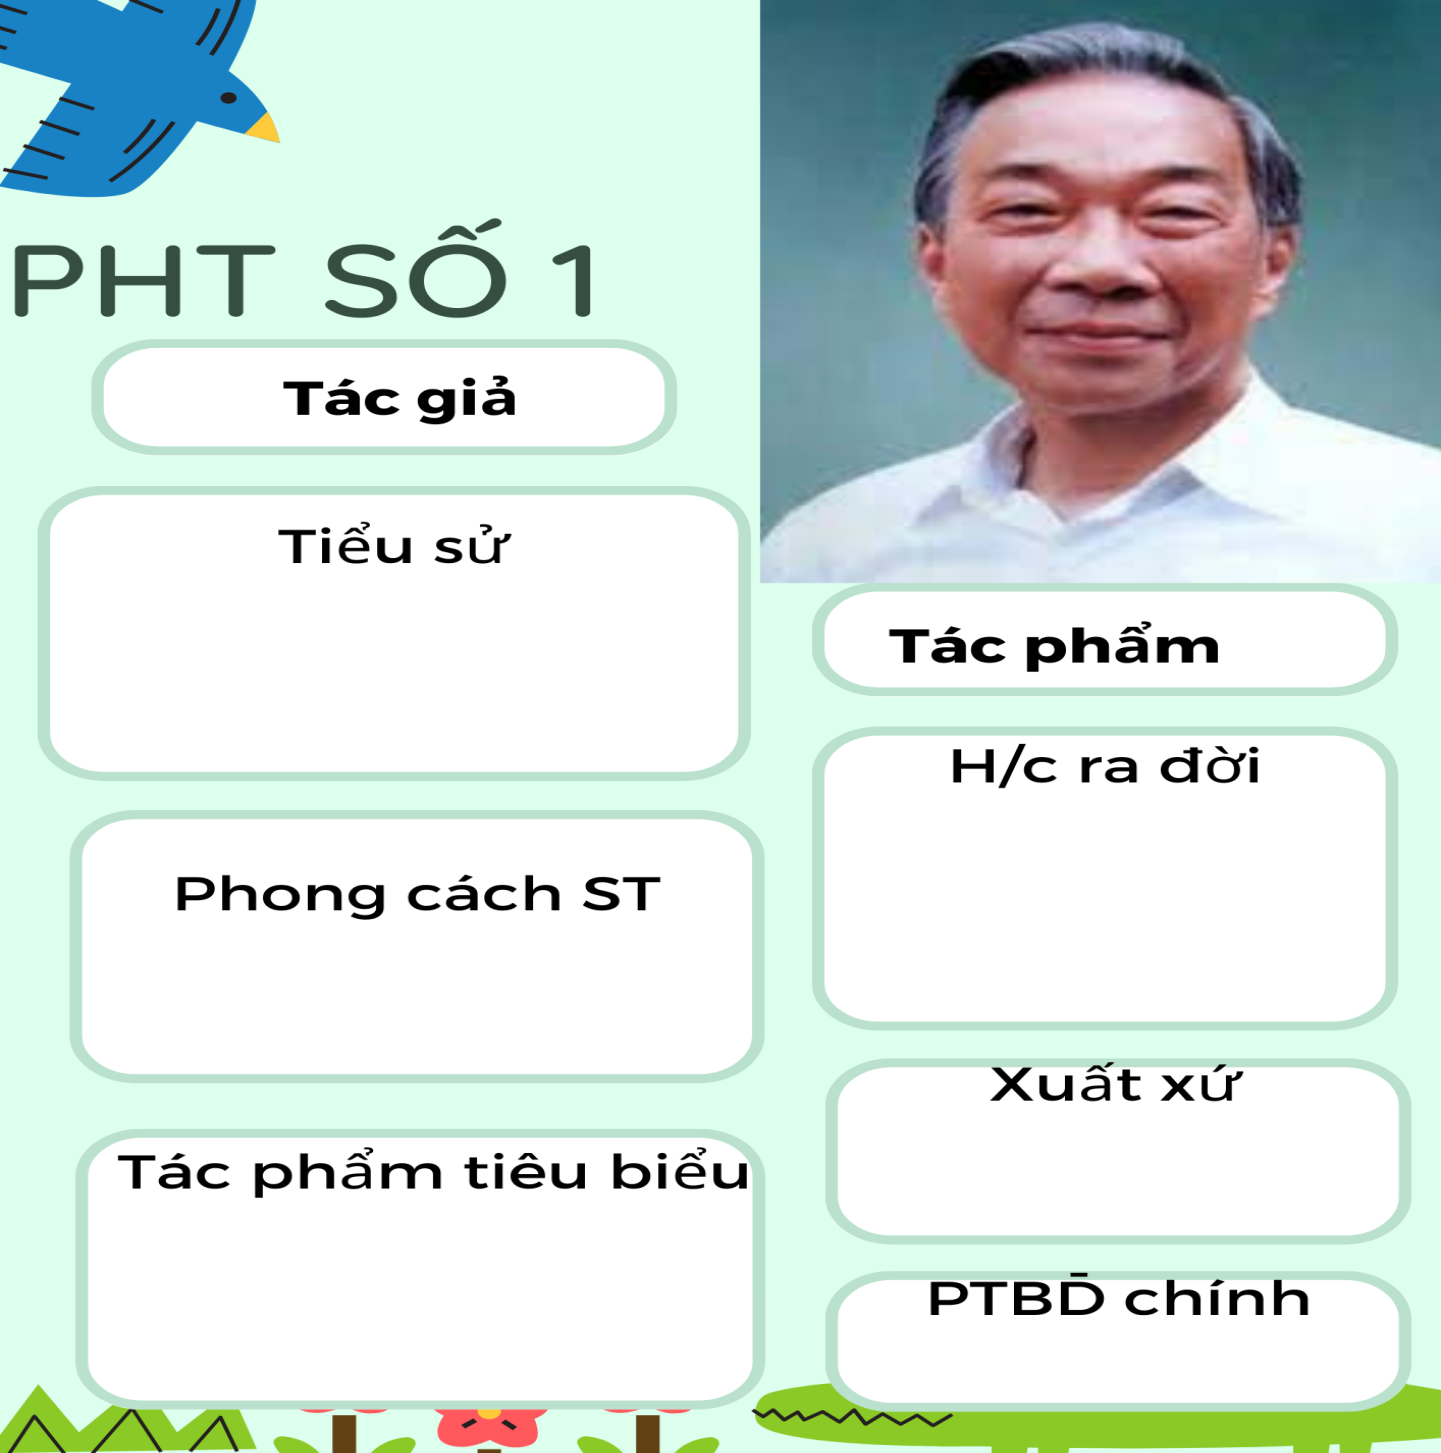 PHT SỐ 1
Tác giả
Tiểu sử
Phong cách ST
Tác phẩm tiêu biểu
Tác phẩm
H/c ra đời
Xuất xứ
PTBĐ chính